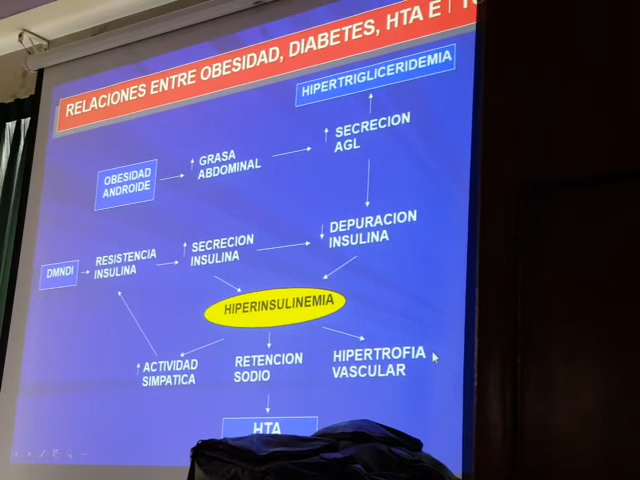 RELACIONES ENTRE OBESIDAD, DIABETES, HTA E
HIPERTRIGLICERIDEMIA
↑ SECRECION
AGL
↑ GRASA
ABDOMINAL
OBESIDAD
ANDROIDE
↓ DEPURACION
INSULINA
↑ SECRECION
INSULINA
RESISTENCIA
INSULINA
DMNDI
HIPERINSULINEMIA
↑ ACTIVIDAD
SIMPATICA
RETENCION
SODIO
HIPERTROFIA
VASCULAR
HTA